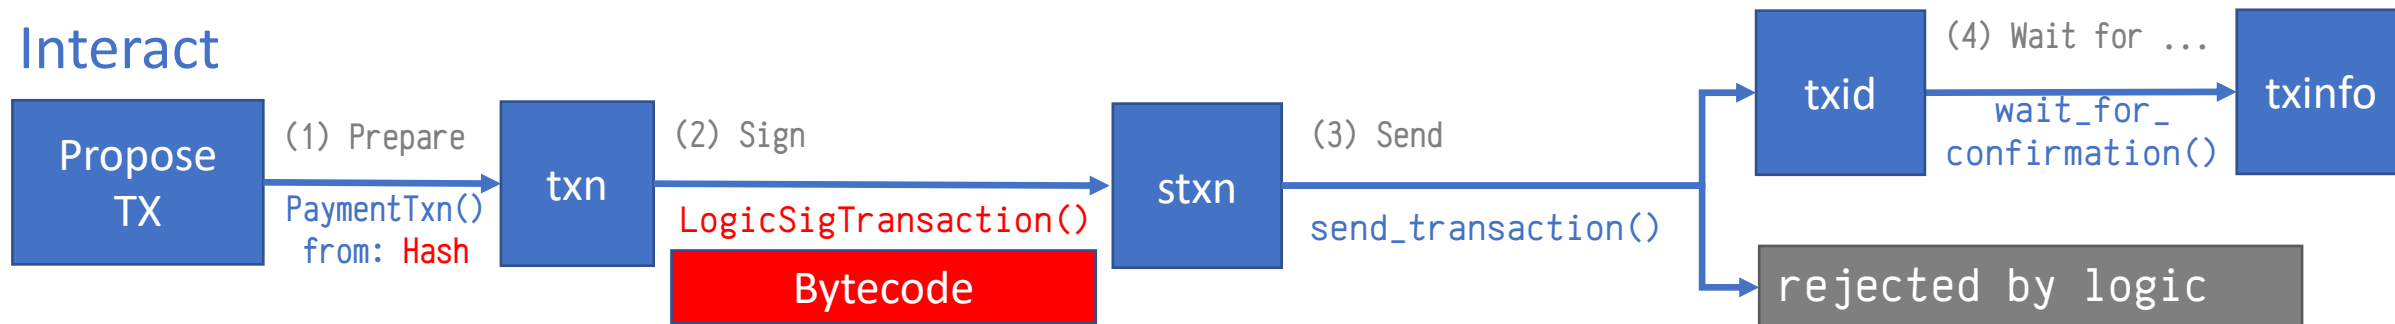 Interact
Propose
TX
(1) Prepare
PaymentTxn()
from: Hash
txn
(2) Sign
LogicSigTransaction()
Bytecode
stxn
(3) Send
send_transaction()
txid
(4) Wait for ...
wait_for_
confirmation()
txinfo
rejected by logic